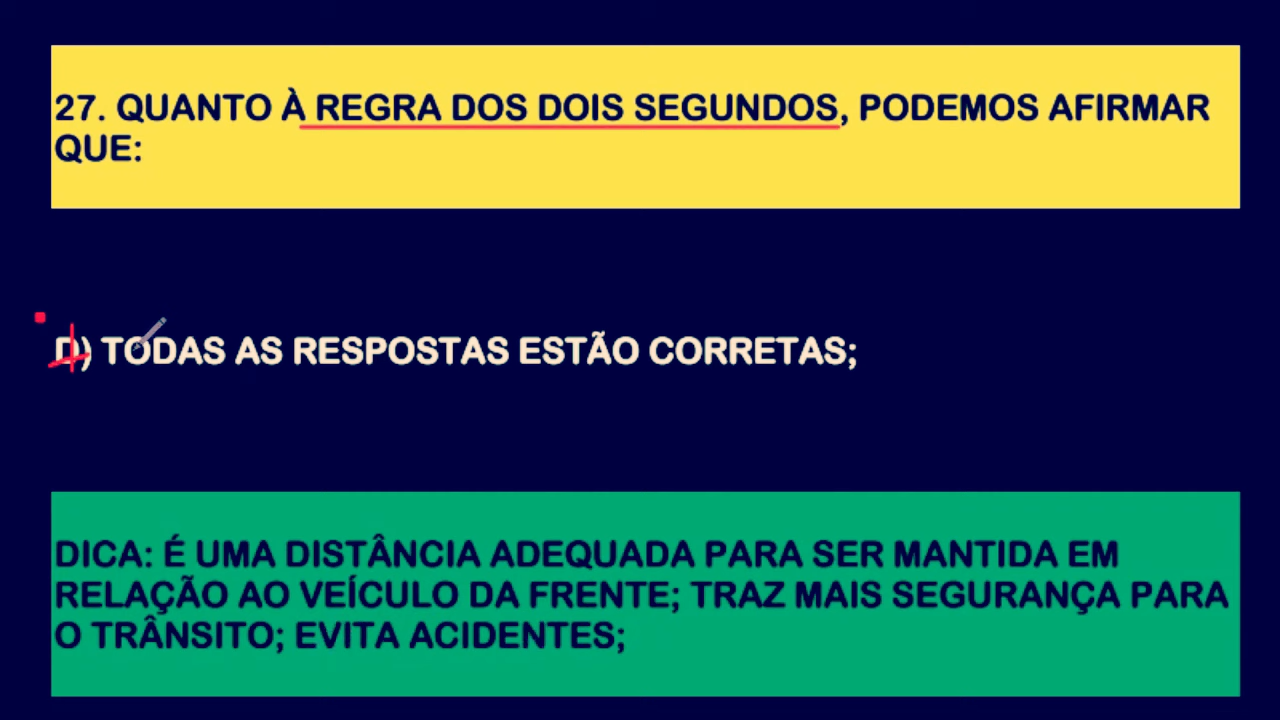 27. QUANTO À REGRA DOS DOIS SEGUNDOS, PODEMOS AFIRMAR
QUE:
D) TODAS AS RESPOSTAS ESTÃO CORRETAS;
DICA: É UMA DISTÂNCIA ADEQUADA PARA SER MANTIDA EM
RELAÇÃO AO VEÍCULO DA FRENTE; TRAZ MAIS SEGURANÇA PARA
O TRÂNSITO; EVITA ACIDENTES;